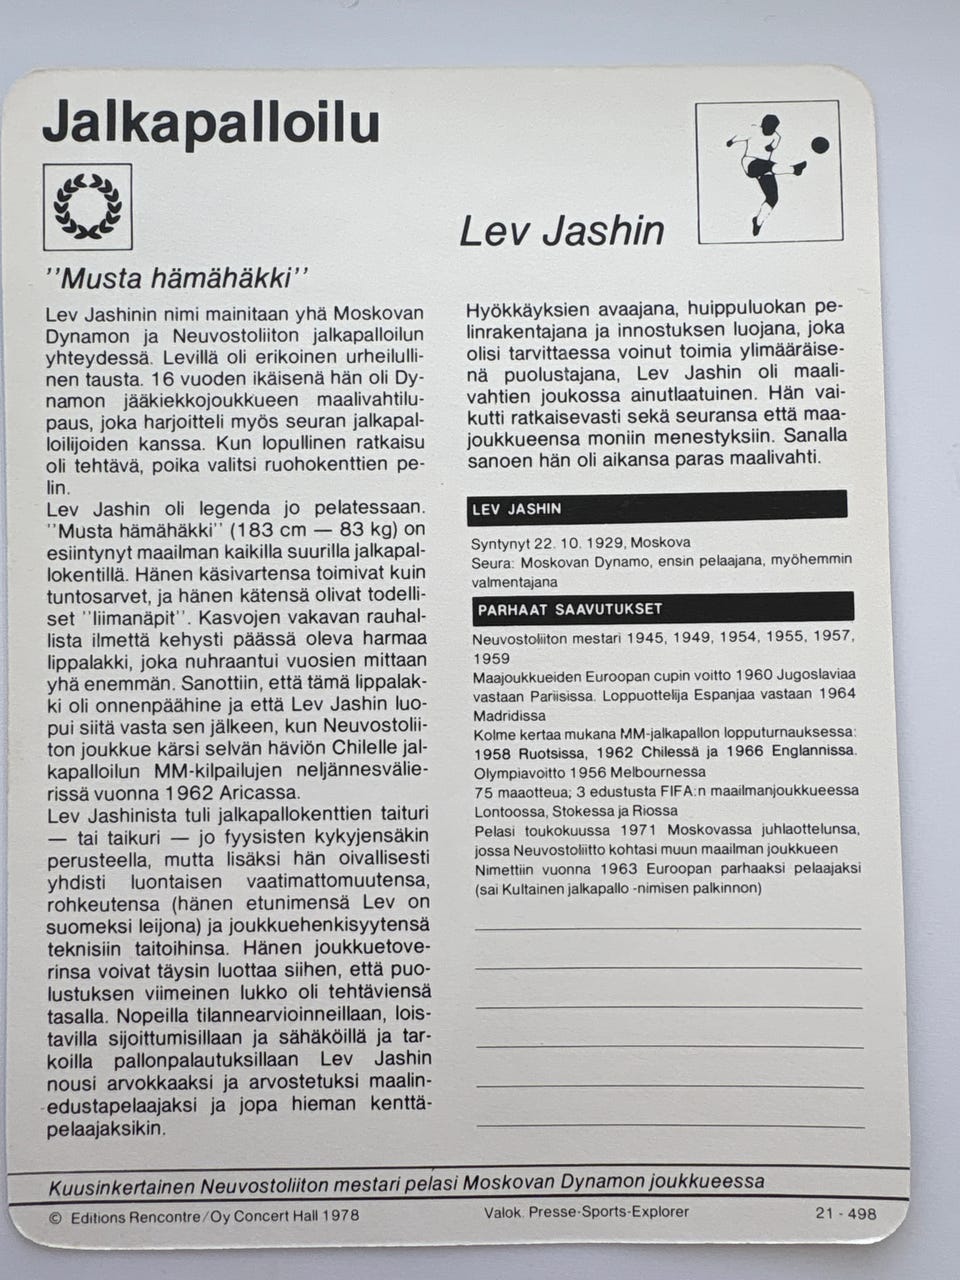 Jalkapalloilu
Lev Jashin
''Musta hämähäkki''
Lev Jashinin nimi mainitaan yhä Moskovan
Dynamon ja Neuvostoliiton jalkapalloilun
yhteydessä. Levillä oli erikoinen urheilulli-
nen tausta. 16 vuoden ikäisenä hän oli Dy-
namon jääkiekkojoukkueen maalivahtilu-
paus, joka harjoitteli myös seuran jalkapal-
loilijoiden kanssa. Kun lopullinen ratkaisu
oli tehtävä, poika valitsi ruohokenttien pe-
lin.
Lev Jashin oli legenda jo pelatessaan.
''Musta hämähäkki'' (183 cm — 83 kg) on
esiintynyt maailman kaikilla suurilla jalkapal-
lokentillä. Hänen käsivartensa toimivat kuin
tuntosarvet, ja hänen kätensä olivat todelli-
set ''liimanäpit''. Kasvojen vakavan rauhal-
lista ilmettä kehysti päässä oleva harmaa
lippalakki, joka nuhraantui vuosien mittaan
yhä enemmän. Sanottiin, että tämä lippalak-
ki oli onnenpäähine ja että Lev Jashin luo-
pui siitä vasta sen jälkeen, kun Neuvostolii-
ton joukkue kärsi selvän häviön Chilelle jal-
kapalloilun MM-kilpailujen neljännesvälie-
rissä vuonna 1962 Aricassa.
Lev Jashinista tuli jalkapallokenttien taituri
— tai taikuri — jo fyysisten kykyjensäkin
perusteella, mutta lisäksi hän oivallisesti
yhdisti luontaisen vaatimattomuutensa,
rohkeutensa (hänen etunimensä Lev on
suomeksi leijona) ja joukkuehenkisyytensä
teknisiin taitoihinsa. Hänen joukkuetove-
rinsa voivat täysin luottaa siihen, että puo-
lustuksen viimeinen lukko oli tehtäviensä
tasalla. Nopeilla tilannearvioinneillaan, lois-
tavilla sijoittumisillaan ja sähäköillä ja tar-
koilla pallonpalautuksillaan Lev Jashin
nousi arvokkaaksi ja arvostetuksi maalin-
edustapelaajaksi ja jopa hieman kenttä-
pelaajaksikin.
Hyökkäyksien avaajana, huippuluokan pe-
linrakentajana ja innostuksen luojana, joka
olisi tarvittaessa voinut toimia ylimääräise-
nä puolustajana, Lev Jashin oli maali-
vahtien joukossa ainutlaatuinen. Hän vai-
kutti ratkaisevasti sekä seuransa että maa-
joukkueensa moniin menestyksiin. Sanalla
sanoen hän oli aikansa paras maalivahti.
LEV JASHIN
Syntynyt 22. 10. 1929, Moskova
Seura: Moskovan Dynamo, ensin pelaajana, myöhemmin
valmentajana
PARHAAT SAAVUTUKSET
Neuvostoliiton mestari 1945, 1949, 1954, 1955, 1957,
1959
Maajoukkueiden Euroopan cupin voitto 1960 Jugoslaviaa
vastaan Pariisissa. Loppuottelija Espanjaa vastaan 1964
Madridissa
Kolme kertaa mukana MM-jalkapallon lopputurnauksessa:
1958 Ruotsissa, 1962 Chilessä ja 1966 Englannissa.
Olympiavoitto 1956 Melbournessa
75 maaottelua; 3 edustusta FIFA:n maailmanjoukkueessa
Lontoossa, Stokessa ja Riossa
Pelasi toukokuussa 1971 Moskovassa juhlaottelunsa,
jossa Neuvostoliitto kohtasi muun maailman joukkueen
Nimettiin vuonna 1963 Euroopan parhaaksi pelaajaksi
(sai Kultainen jalkapallo -nimisen palkinnon)
Kuusinkertainen Neuvostoliiton mestari pelasi Moskovan Dynamon joukkueessa
© Editions Rencontre/Oy Concert Hall 1978
Valok. Presse-Sports-Explorer
21 - 498